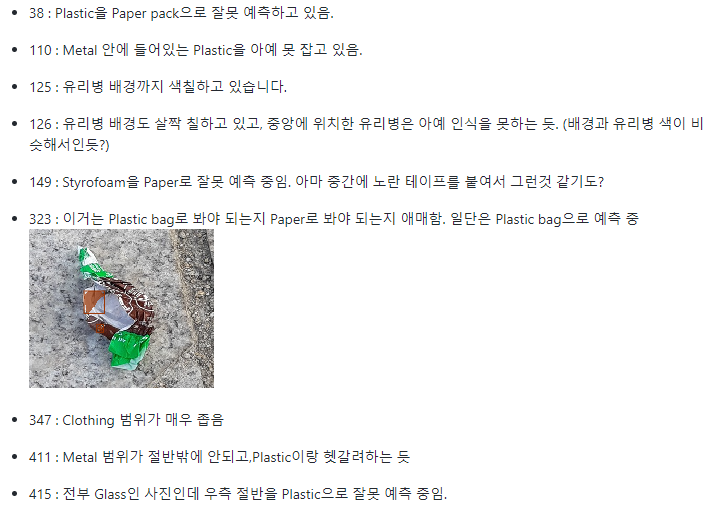 38 : Plastic을 Paper pack으로 잘못 예측하고 있음.
110 : Metal 안에 들어있는 Plastic을 아예 못 잡고 있음.
125 : 유리병 배경까지 색칠하고 있습니다.
126 : 유리병 배경도 살짝 칠하고 있고, 중앙에 위치한 유리병은 아예 인식을 못하는 듯. (배경과 유리병 색이 비
슷해서인듯?)
149 : Styrofoam을 Paper로 잘못 예측 중임. 아마 중간에 노란 테이프를 붙여서 그런것 같기도?
323 : 이거는 Plastic bag로 봐야 되는지 Paper로 봐야 되는지 애매함. 일단은 Plastic bag으로 예측 중
347 : Clothing 범위가 매우 좁음
411 : Metal 범위가 절반밖에 안되고,Plastic이랑 헷갈려하는 듯
415 : 전부 Glass인 사진인데 우측 절반을 Plastic으로 잘못 예측 중임.